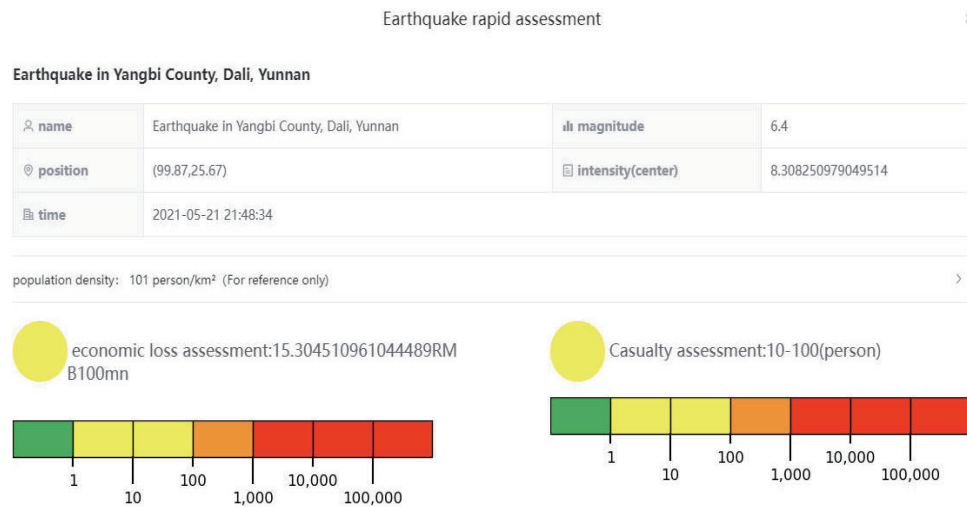 Earthquake rapid assessment
Earthquake in Yangbi County, Dali, Yunnan
name Earthquake in Yangbi County, Dali, Yunnan magnitude 6.4
position (99.87,25.67) intensity(center) 8.308250979049514
time 2021-05-21 21:48:34
population density: 101 person/km² (For reference only)
economic loss assessment:15.304510961044489RM
B100mn
Casualty assessment:10-100(person)
1 10 100 1,000 10,000 100,000
1 10 100 1,000 10,000 100,000